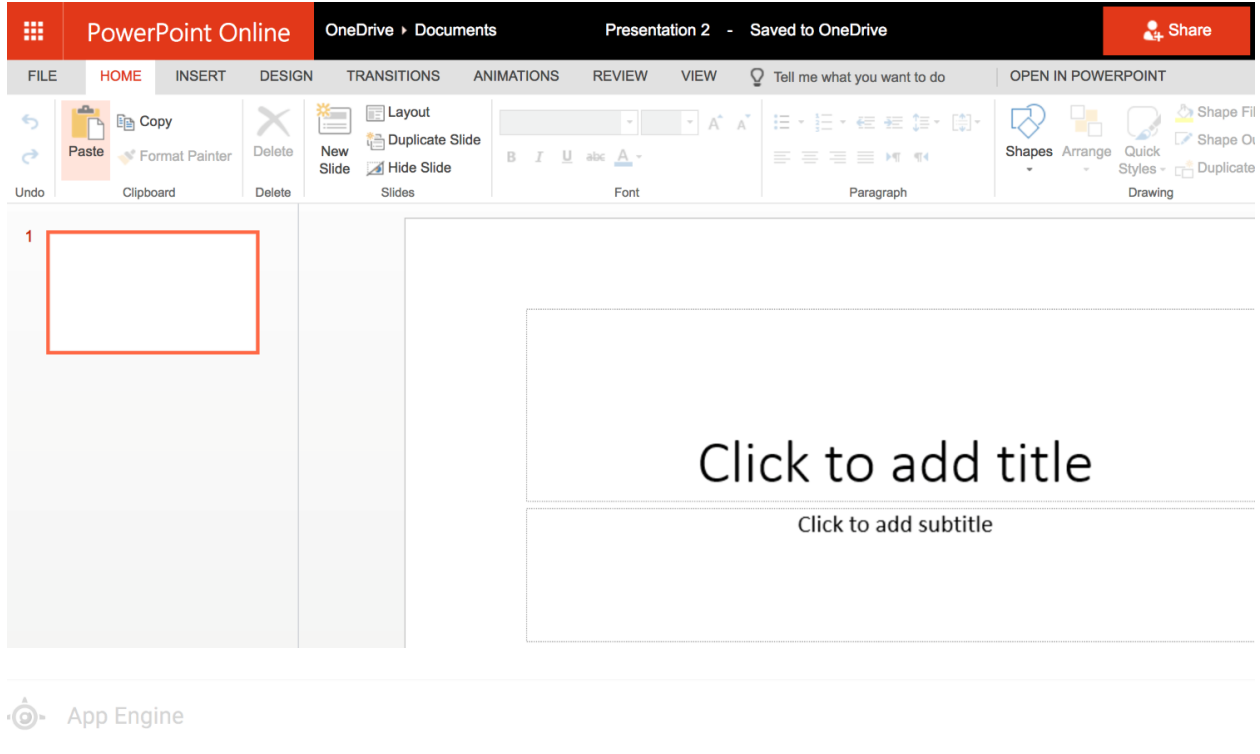 PowerPoint Online OneDrive ▸ Documents Presentation 2 - Saved to OneDrive Share
FILE HOME INSERT DESIGN TRANSITIONS ANIMATIONS REVIEW VIEW Tell me what you want to do OPEN IN POWERPOINT
Paste
Copy
Format Painter
Delete
New
Slide
Layout
Duplicate Slide
Hide Slide
B I U abc A A A
Shapes Arrange
Quick
Styles
Shape
Shape
Duplicate
Undo Clipboard Delete Slides Font Paragraph Drawing
1
Click to add title
Click to add subtitle
App Engine